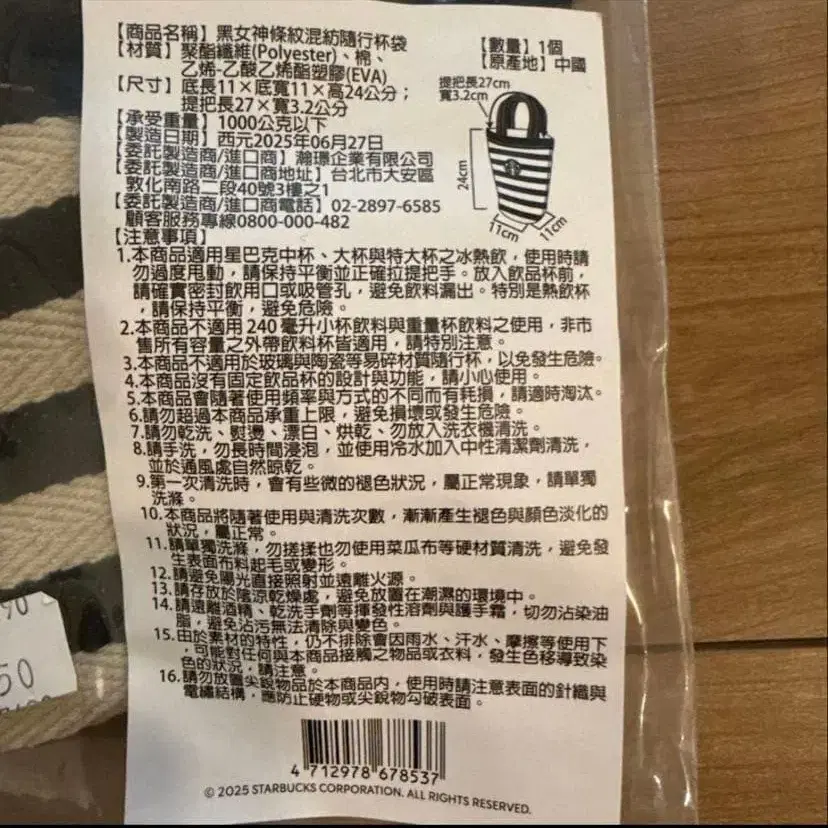 【商品名稱】黑女神條紋混紡隨行杯袋
【數量】1個
【材質】聚酯纖維(Polyester)、棉、
乙烯-乙酸乙烯酯塑膠(EVA)
【原產地】中國
【尺寸】底長11×底寬11×高24公分；
提把長27×寬3.2公分
提把長27cm
寬3.2cm
24cm
11cm
11cm
【承受重量】1000公克以下
【製造日期】西元2025年06月27日
【委託製造商/進口商】瀚璟企業有限公司
【委託製造商/進口商地址】台北市大安區
敦化南路二段40號3樓之1
【委託製造商/進口商電話】02-2897-6585
顧客服務專線0800-000-482
【注意事項】
1.本商品適用星巴克中杯、大杯與特大杯之冰熱飲，使用時請
勿過度甩動，請保持平衡並正確拉提把手。放入飲品杯前，
請確實密封飲用口或吸管孔，避免飲料漏出。特別是熱飲杯
，請保持平衡，避免危險。
2.本商品不適用 240 毫升小杯飲料與重量杯飲料之使用，非市
售所有容量之外帶飲料杯皆適用，請特別注意。
3.本商品不適用於玻璃與陶瓷等易碎材質隨行杯，以免發生危險。
4.本商品沒有固定飲品杯的設計與功能，請小心使用。
5.本商品會隨著使用頻率與方式的不同而有耗損，請適時淘汰。
6.請勿超過本商品承重上限，避免損壞或發生危險。
7.請勿乾洗、熨燙、漂白、烘乾、勿放入洗衣機清洗。
8.請手洗，勿長時間浸泡，並使用冷水加入中性清潔劑清洗，
並於通風處自然晾乾。
9.第一次清洗時，會有些微的褪色狀況，屬正常現象，請單獨
洗滌。
10.本商品將隨著使用與清洗次數，漸漸產生褪色與顏色淡化的
狀況，屬正常。
11.請單獨洗滌，勿搓揉也勿使用菜瓜布等硬材質清洗，避免發
生表面布料起毛或變形。
12.請避免陽光直接照射並遠離火源。
13.請存放於陰涼乾燥處，避免放置在潮濕的環境中。
14.請遠離酒精、乾洗手劑等揮發性溶劑與護手霜，切勿沾染油
脂，避免沾污無法清除與變色。
15.由於素材的特性，仍不排除會因雨水、汗水、摩擦等使用下
，可能對任何與本商品接觸之物品或衣料，發生色移導致染
色的狀況，請注意。
16.請勿放置尖銳物品於本商品內，使用時請注意表面的針織與
電繡結構，應防止硬物或尖銳物勾破表面。
4 712978 678537
© 2025 STARBUCKS CORPORATION. ALL RIGHTS RESERVED.
90
50